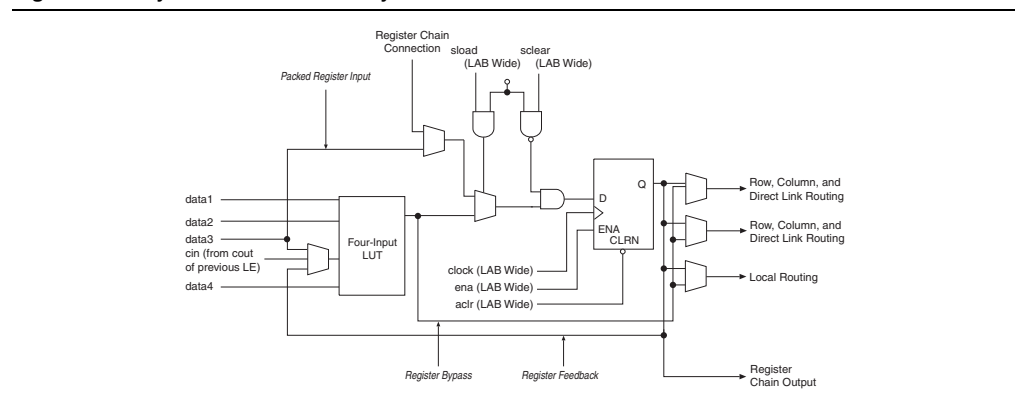 Register Chain
Connection
sload
(LAB Wide)
sclear
(LAB Wide)
Packed Register Input
data1
data2
data3
cin (from cout
of previous LE)
data4
Four-Input
LUT
Q
D
ENA
CLRN
clock (LAB Wide)
ena (LAB Wide)
aclr (LAB Wide)
Row, Column, and
Direct Link Routing
Row, Column, and
Direct Link Routing
Local Routing
Register Bypass
Register Feedback
Register
Chain Output